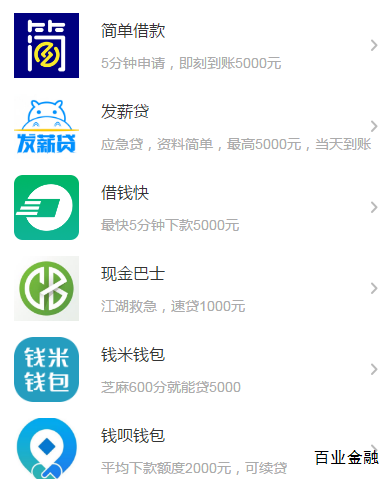 简
简单借款
5分钟申请，即刻到账5000元
发薪贷
发薪贷
应急贷，资料简单，最高5000元，当天到账
借钱快
最快5分钟下款5000元
现金巴士
江湖救急，速贷1000元
钱米
钱包
钱米钱包
芝麻600分就能贷5000
钱呗钱包
平均下款额度2000元，可续贷
百业金融